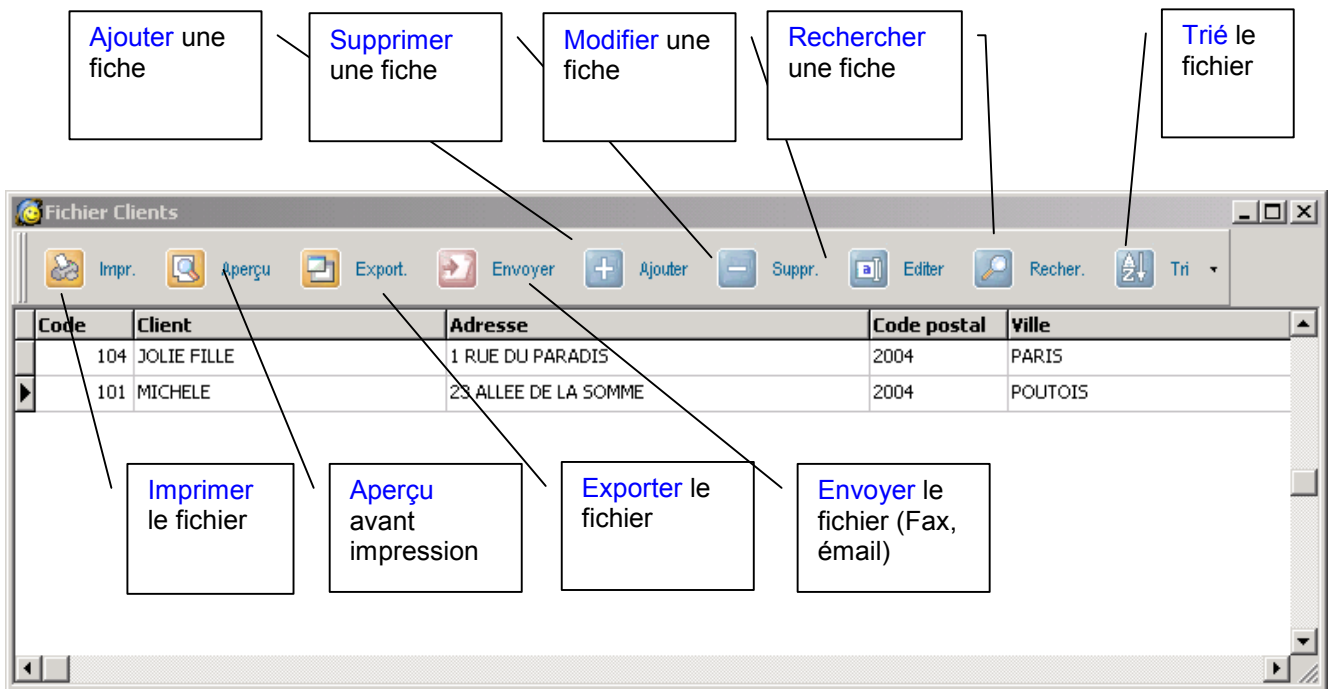 Ajouter une
fiche
Supprimer
une fiche
Modifier une
fiche
Rechercher
une fiche
Trié le
fichier
Fichier Clients
Impr. Aperçu Export. Envoyer Ajouter Suppr. Editer Recher. Tri
Code Client Adresse Code postal Ville
104 JOLIE FILLE 1 RUE DU PARADIS 2004 PARIS
101 MICHELE 23 ALLEE DE LA SOMME 2004 POUTOIS
Imprimer
le fichier
Aperçu
avant
impression
Exporter le
fichier
Envoyer le
fichier (Fax,
émail)